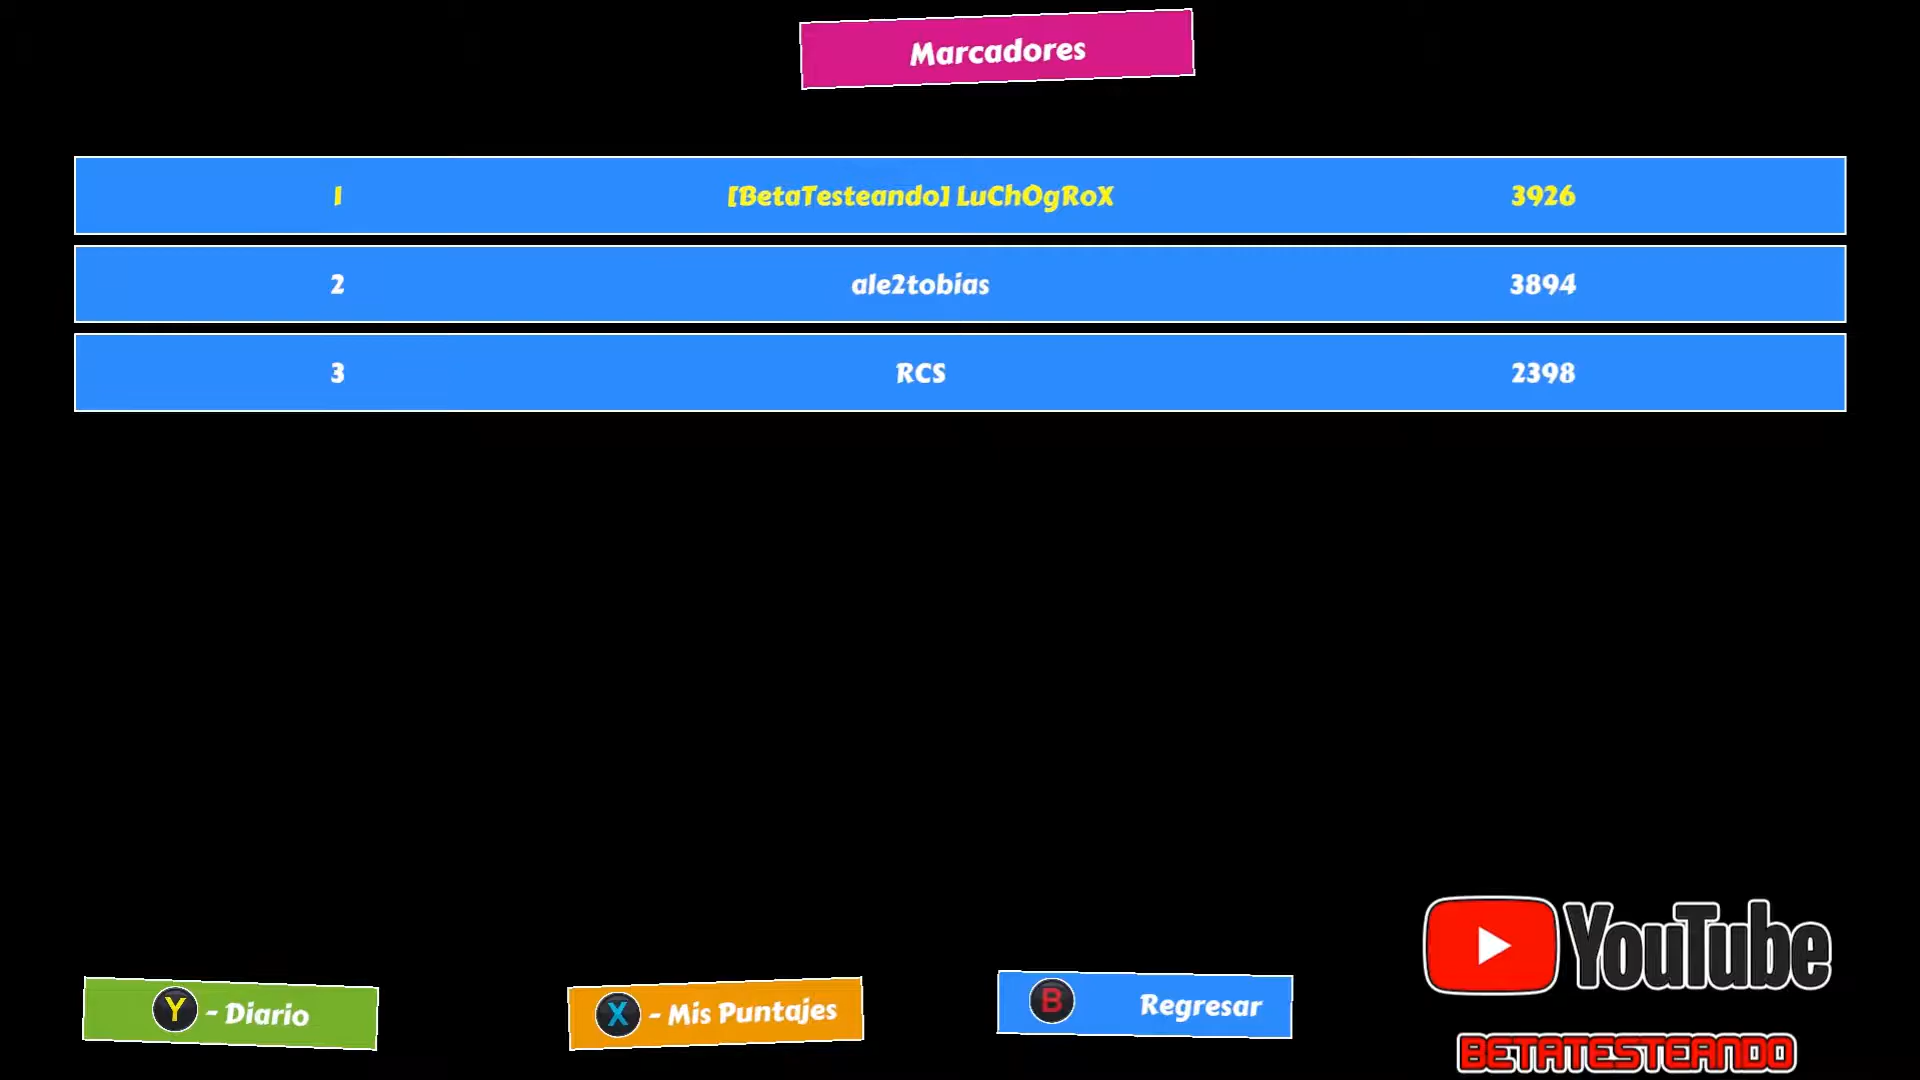 Marcadores
1 [BetaTesteando] LuChOgRoX 3926
2 ale2tobias 3894
3 RCS 2398
Y - Diario
X - Mis Puntajes
B Regresar
YouTube
BETATESTEANDO